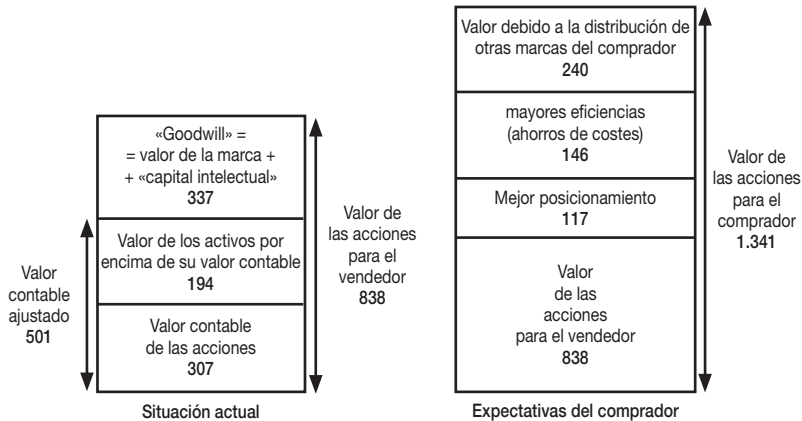 «Goodwill» =
= valor de la marca +
+ «capital intelectual»
337
Valor de los activos por
encima de su valor contable
194
Valor contable
de las acciones
307
Valor
contable
ajustado
501
Valor de
las acciones
para el
vendedor
838
Situación actual
Valor debido a la distribución de
otras marcas del comprador
240
mayores eficiencias
(ahorros de costes)
146
Mejor posicionamiento
117
Valor
de las
acciones
para el vendedor
838
Valor de
las acciones
para el
comprador
1.341
Expectativas del comprador